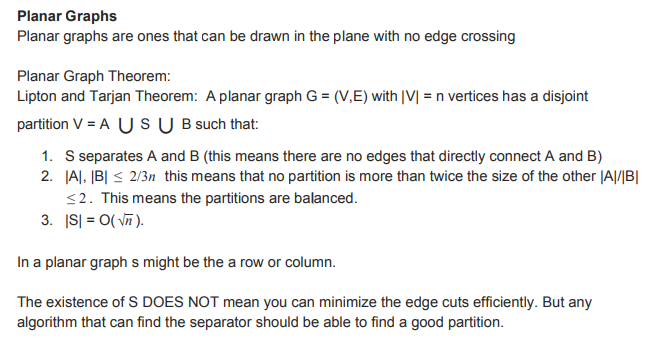 Planar Graphs
Planar graphs are ones that can be drawn in the plane with no edge crossing
Planar Graph Theorem:
Lipton and Tarjan Theorem:  A planar graph G = (V,E) with |V| = n vertices has a disjoint
partition V = A ⋃ S ⋃ B such that:
1. S separates A and B (this means there are no edges that directly connect A and B)
2. |A|, |B| ≤ 2/3n this means that no partition is more than twice the size of the other |A|/|B|
≤ 2. This means the partitions are balanced.
3. |S| = O(√n).
In a planar graph s might be the a row or column.
The existence of S DOES NOT mean you can minimize the edge cuts efficiently. But any
algorithm that can find the separator should be able to find a good partition.